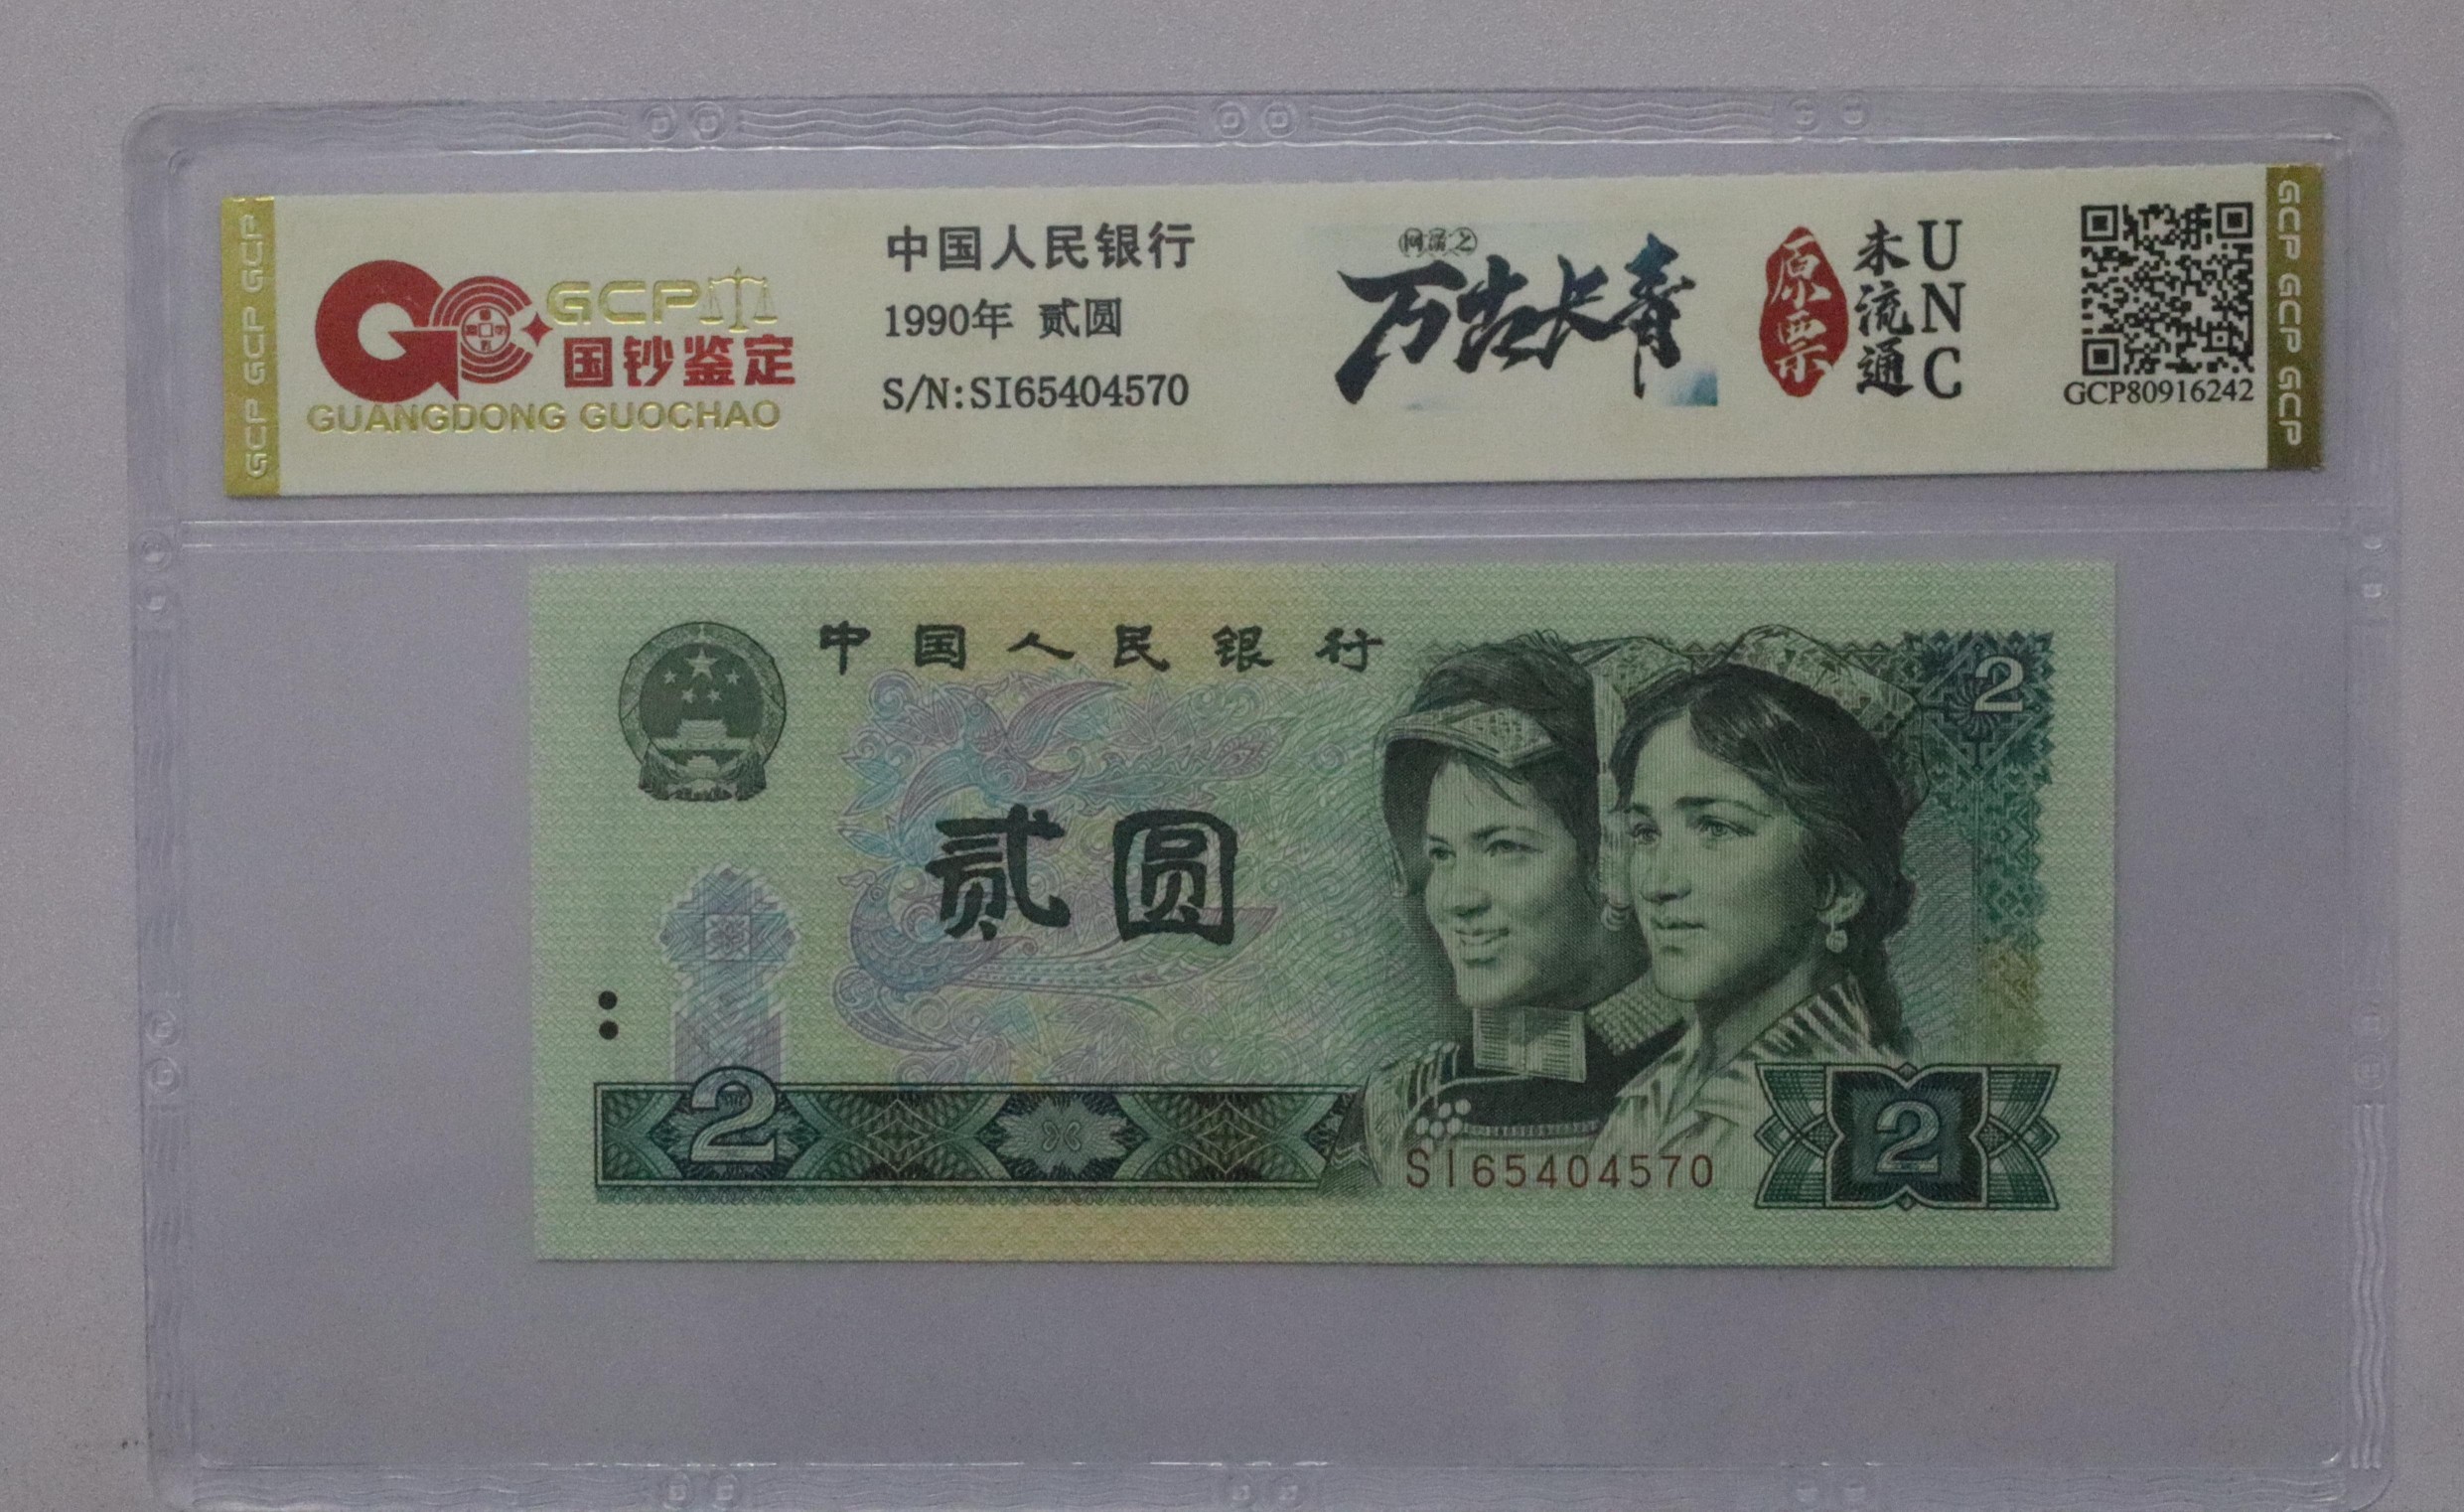 GCP GCP GCP
GCP
国钞鉴定
GUANGDONG GUOCHAO
中国人民银行
1990年 贰圆
S/N:SI65404570
万古长青
原票
未流通
UNC
GCP80916242
GCP GCP GCP
中国人民银行
2
贰圆
2
SI65404570
2